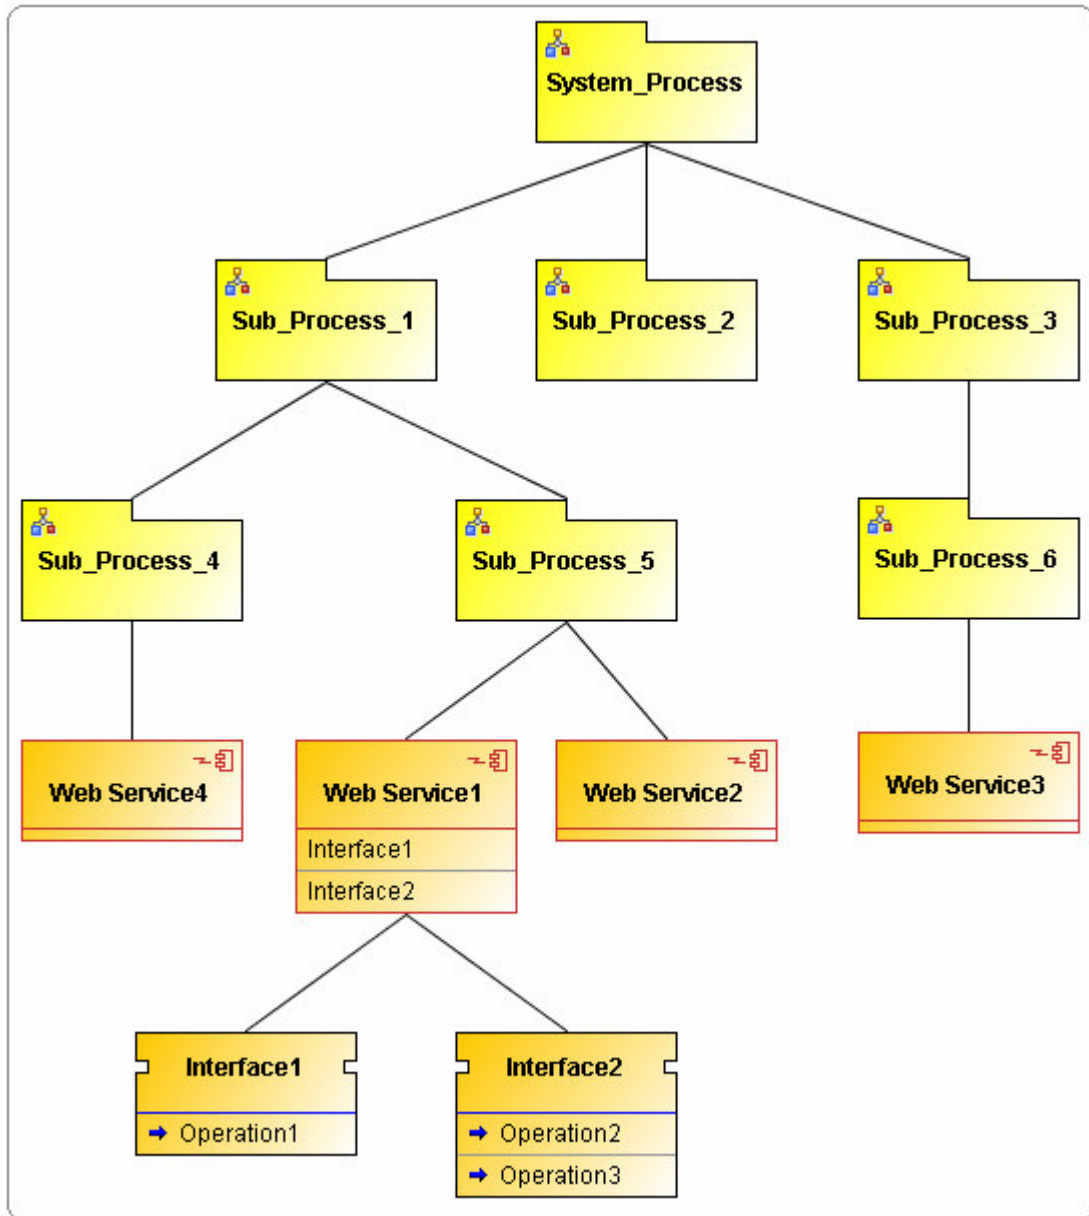 System_Process
Sub_Process_1
Sub_Process_2
Sub_Process_3
Sub_Process_4
Sub_Process_5
Sub_Process_6
Web Service4
Web Service1
Web Service2
Web Service3
Interface1
Interface2
Interface1
Interface2
Operation1
Operation2
Operation3